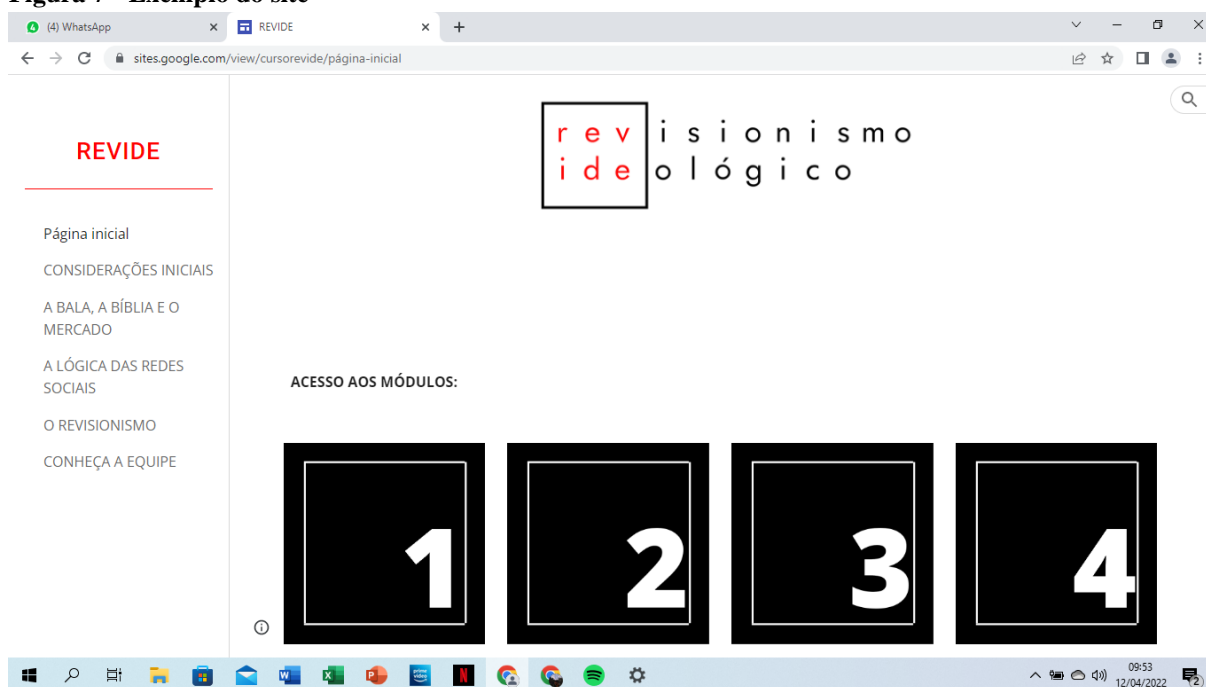 Figura 7 - Exemplo do site
(4) WhatsApp
REVIDE
sites.google.com/view/cursorevide/página-inicial
REVIDE
Página inicial
CONSIDERAÇÕES INICIAIS
A BALA, A BÍBLIA E O
MERCADO
A LÓGICA DAS REDES
SOCIAIS
O REVISIONISMO
CONHEÇA A EQUIPE
revisionismo
ideológico
ACESSO AOS MÓDULOS:
1
2
3
4
09:53
12/04/2022